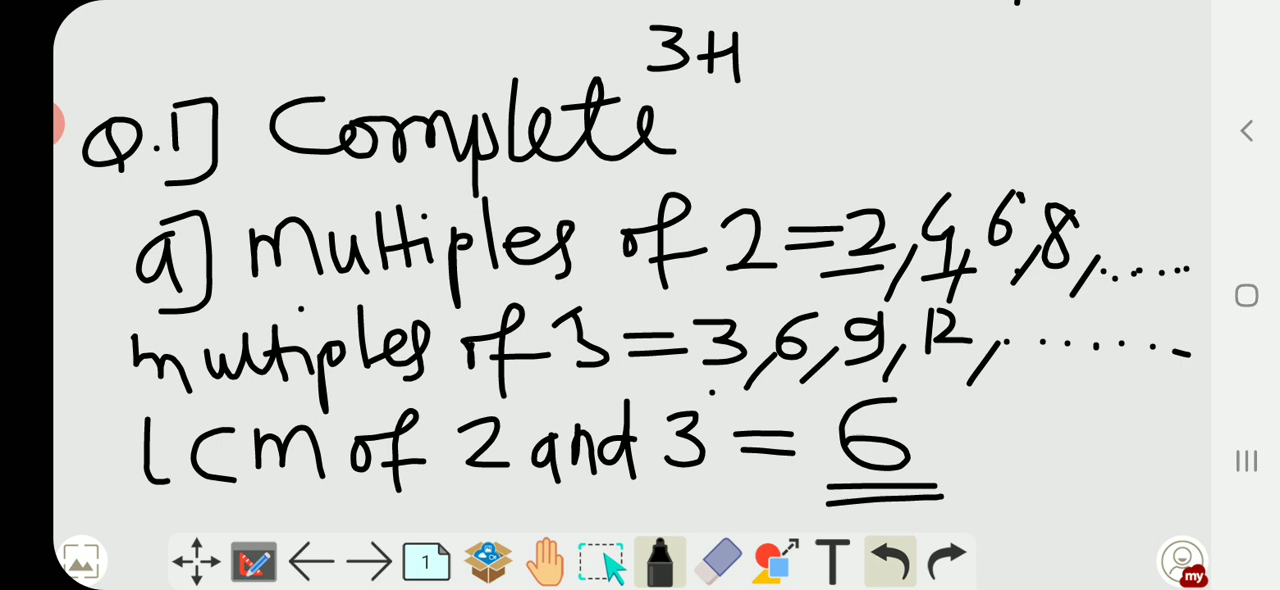 3H
Q.1] Complete
a] multiples of 2 = 2, 4, 6, 8, ......
multiples of 3 = 3, 6, 9, 12, .......
LCM of 2 and 3 = 6
1
T
my